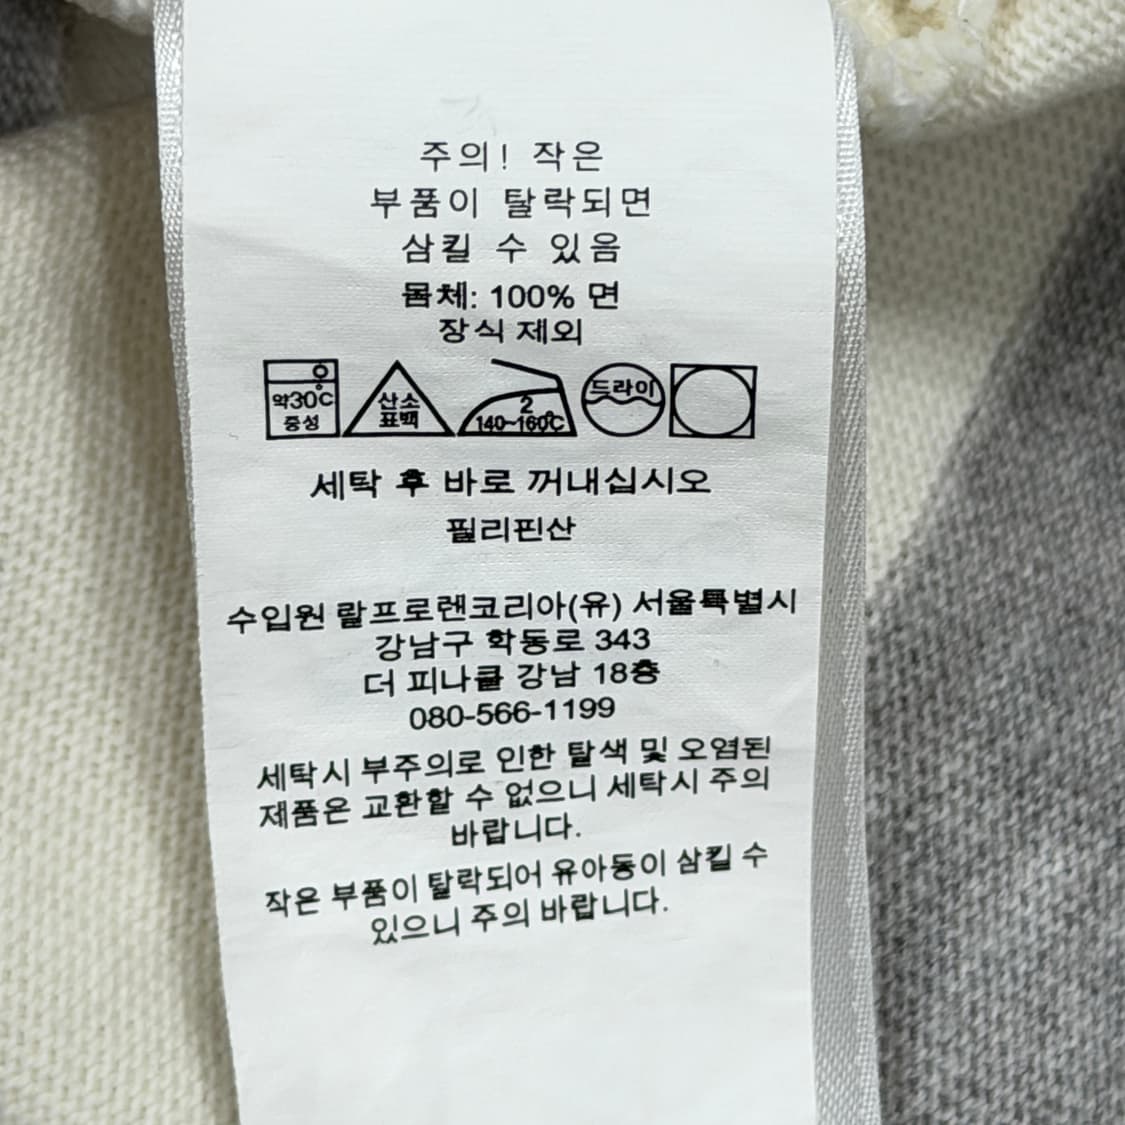 주의! 작은
부품이 탈락되면
삼킬 수 있음
몸체: 100% 면
장식 제외
약30℃
중성
산소
표백
2
140~160℃
드라이
세탁 후 바로 꺼내십시오
필리핀산
수입원 랄프로렌코리아(유) 서울특별시
강남구 학동로 343
더 피나클 강남 18층
080-566-1199
세탁시 부주의로 인한 탈색 및 오염된
제품은 교환할 수 없으니 세탁시 주의
바랍니다.
작은 부품이 탈락되어 유아동이 삼킬 수
있으니 주의 바랍니다.